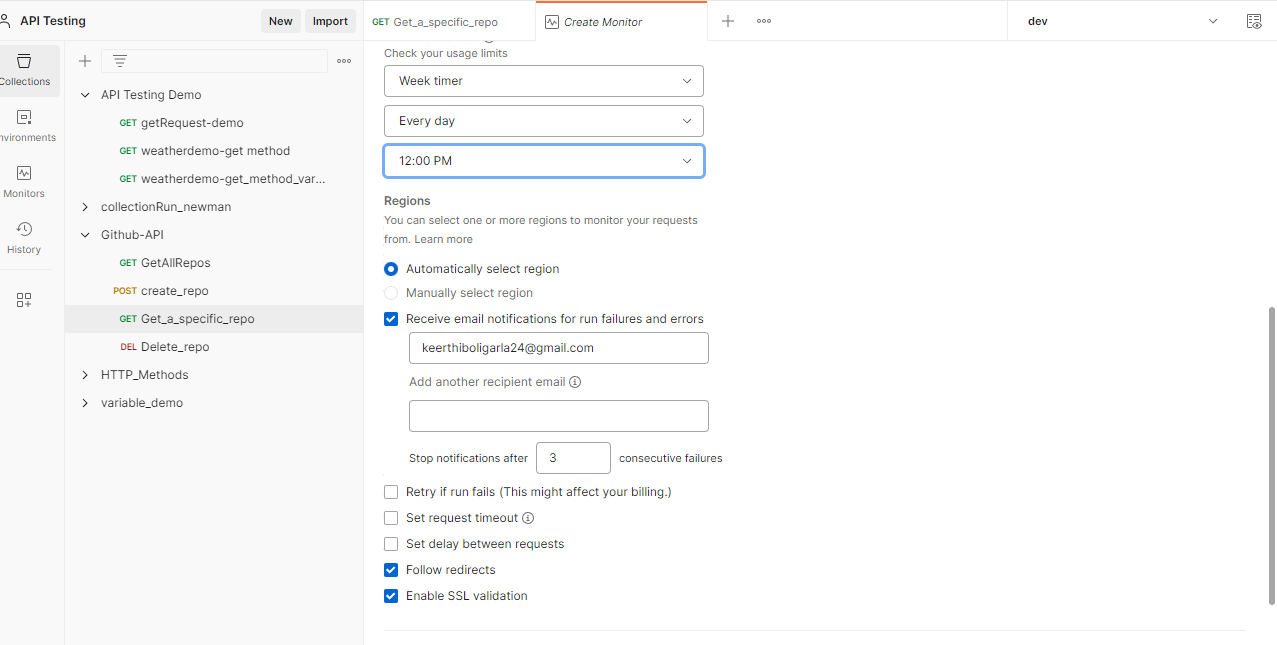 API Testing
New
Import
GET Get_a_specific_repo
Create Monitor
dev
Collections
nvironments
Monitors
History
API Testing Demo
GET getRequest-demo
GET weatherdemo-get method
GET weatherdemo-get_method_var...
collectionRun_newman
Github-API
GET GetAllRepos
POST create_repo
GET Get_a_specific_repo
DEL Delete_repo
HTTP_Methods
variable_demo
Check your usage limits
Week timer
Every day
12:00 PM
Regions
You can select one or more regions to monitor your requests
from. Learn more
Automatically select region
Manually select region
Receive email notifications for run failures and errors
keerthiboligarla24@gmail.com
Add another recipient email
Stop notifications after 3 consecutive failures
Retry if run fails (This might affect your billing.)
Set request timeout
Set delay between requests
Follow redirects
Enable SSL validation